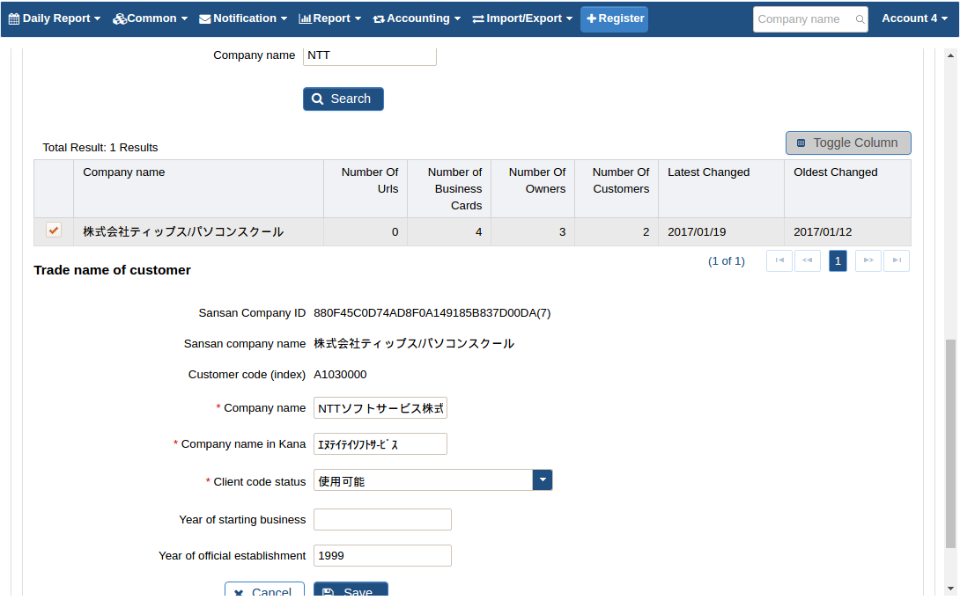 Daily Report Common Notification Report Accounting Import/Export Register Company name Account 4
Company name NTT
Search
Total Result: 1 Results
Toggle Column
Company name Number Of Urls Number of Business Cards Number Of Owners Number Of Customers Latest Changed Oldest Changed
株式会社ティップス/パソコンスクール 0 4 3 2 2017/01/19 2017/01/12
(1 of 1) 1
Trade name of customer
Sansan Company ID 880F45C0D74AD8F0A149185B837D00DA(7)
Sansan company name 株式会社ティップス/パソコンスクール
Customer code (index) A1030000
* Company name NTTソフトサービス株式
* Company name in Kana ｴﾇﾃｲﾃｲｿﾌﾄｻｰﾋﾞｽ
* Client code status 使用可能
Year of starting business
Year of official establishment 1999
Cancel Save